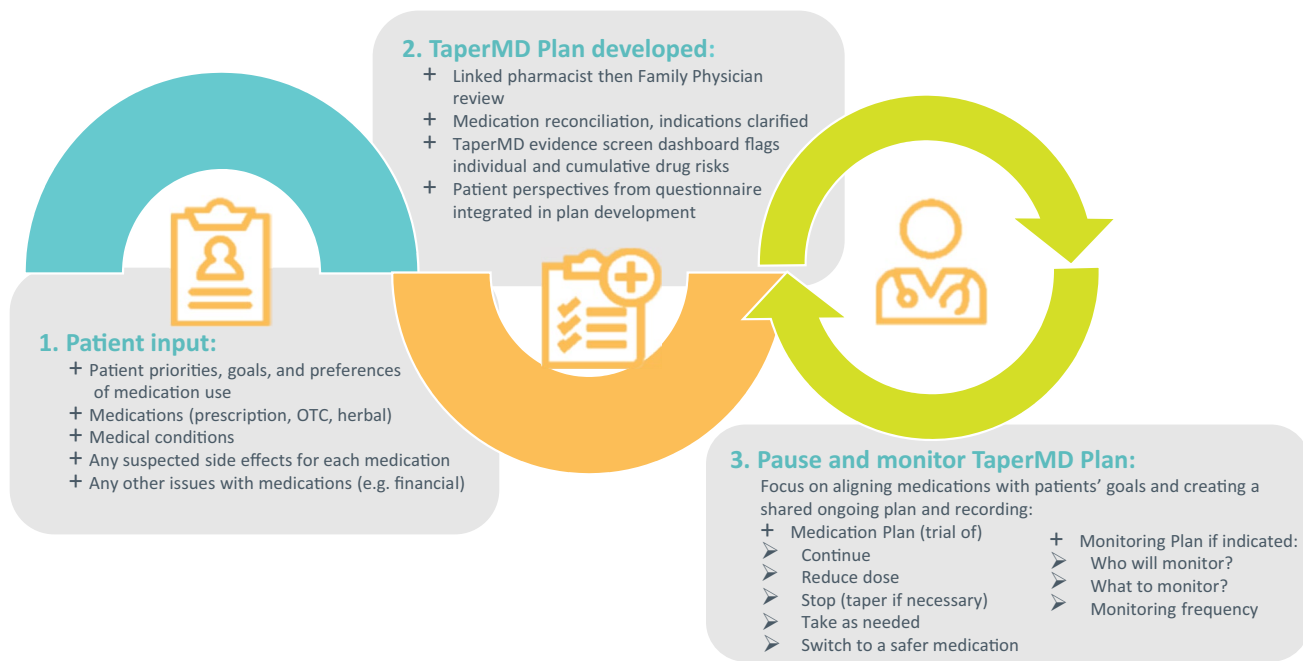 1. Patient input:
+ Patient priorities, goals, and preferences
of medication use
+ Medications (prescription, OTC, herbal)
+ Medical conditions
+ Any suspected side effects for each medication
+ Any other issues with medications (e.g. financial)
2. TaperMD Plan developed:
+ Linked pharmacist then Family Physician
review
+ Medication reconciliation, indications clarified
+ TaperMD evidence screen dashboard flags
individual and cumulative drug risks
+ Patient perspectives from questionnaire
integrated in plan development
3. Pause and monitor TaperMD Plan:
Focus on aligning medications with patients’ goals and creating a
shared ongoing plan and recording:
+ Medication Plan (trial of)
➢ Continue
➢ Reduce dose
➢ Stop (taper if necessary)
➢ Take as needed
➢ Switch to a safer medication
+ Monitoring Plan if indicated:
➢ Who will monitor?
➢ What to monitor?
➢ Monitoring frequency